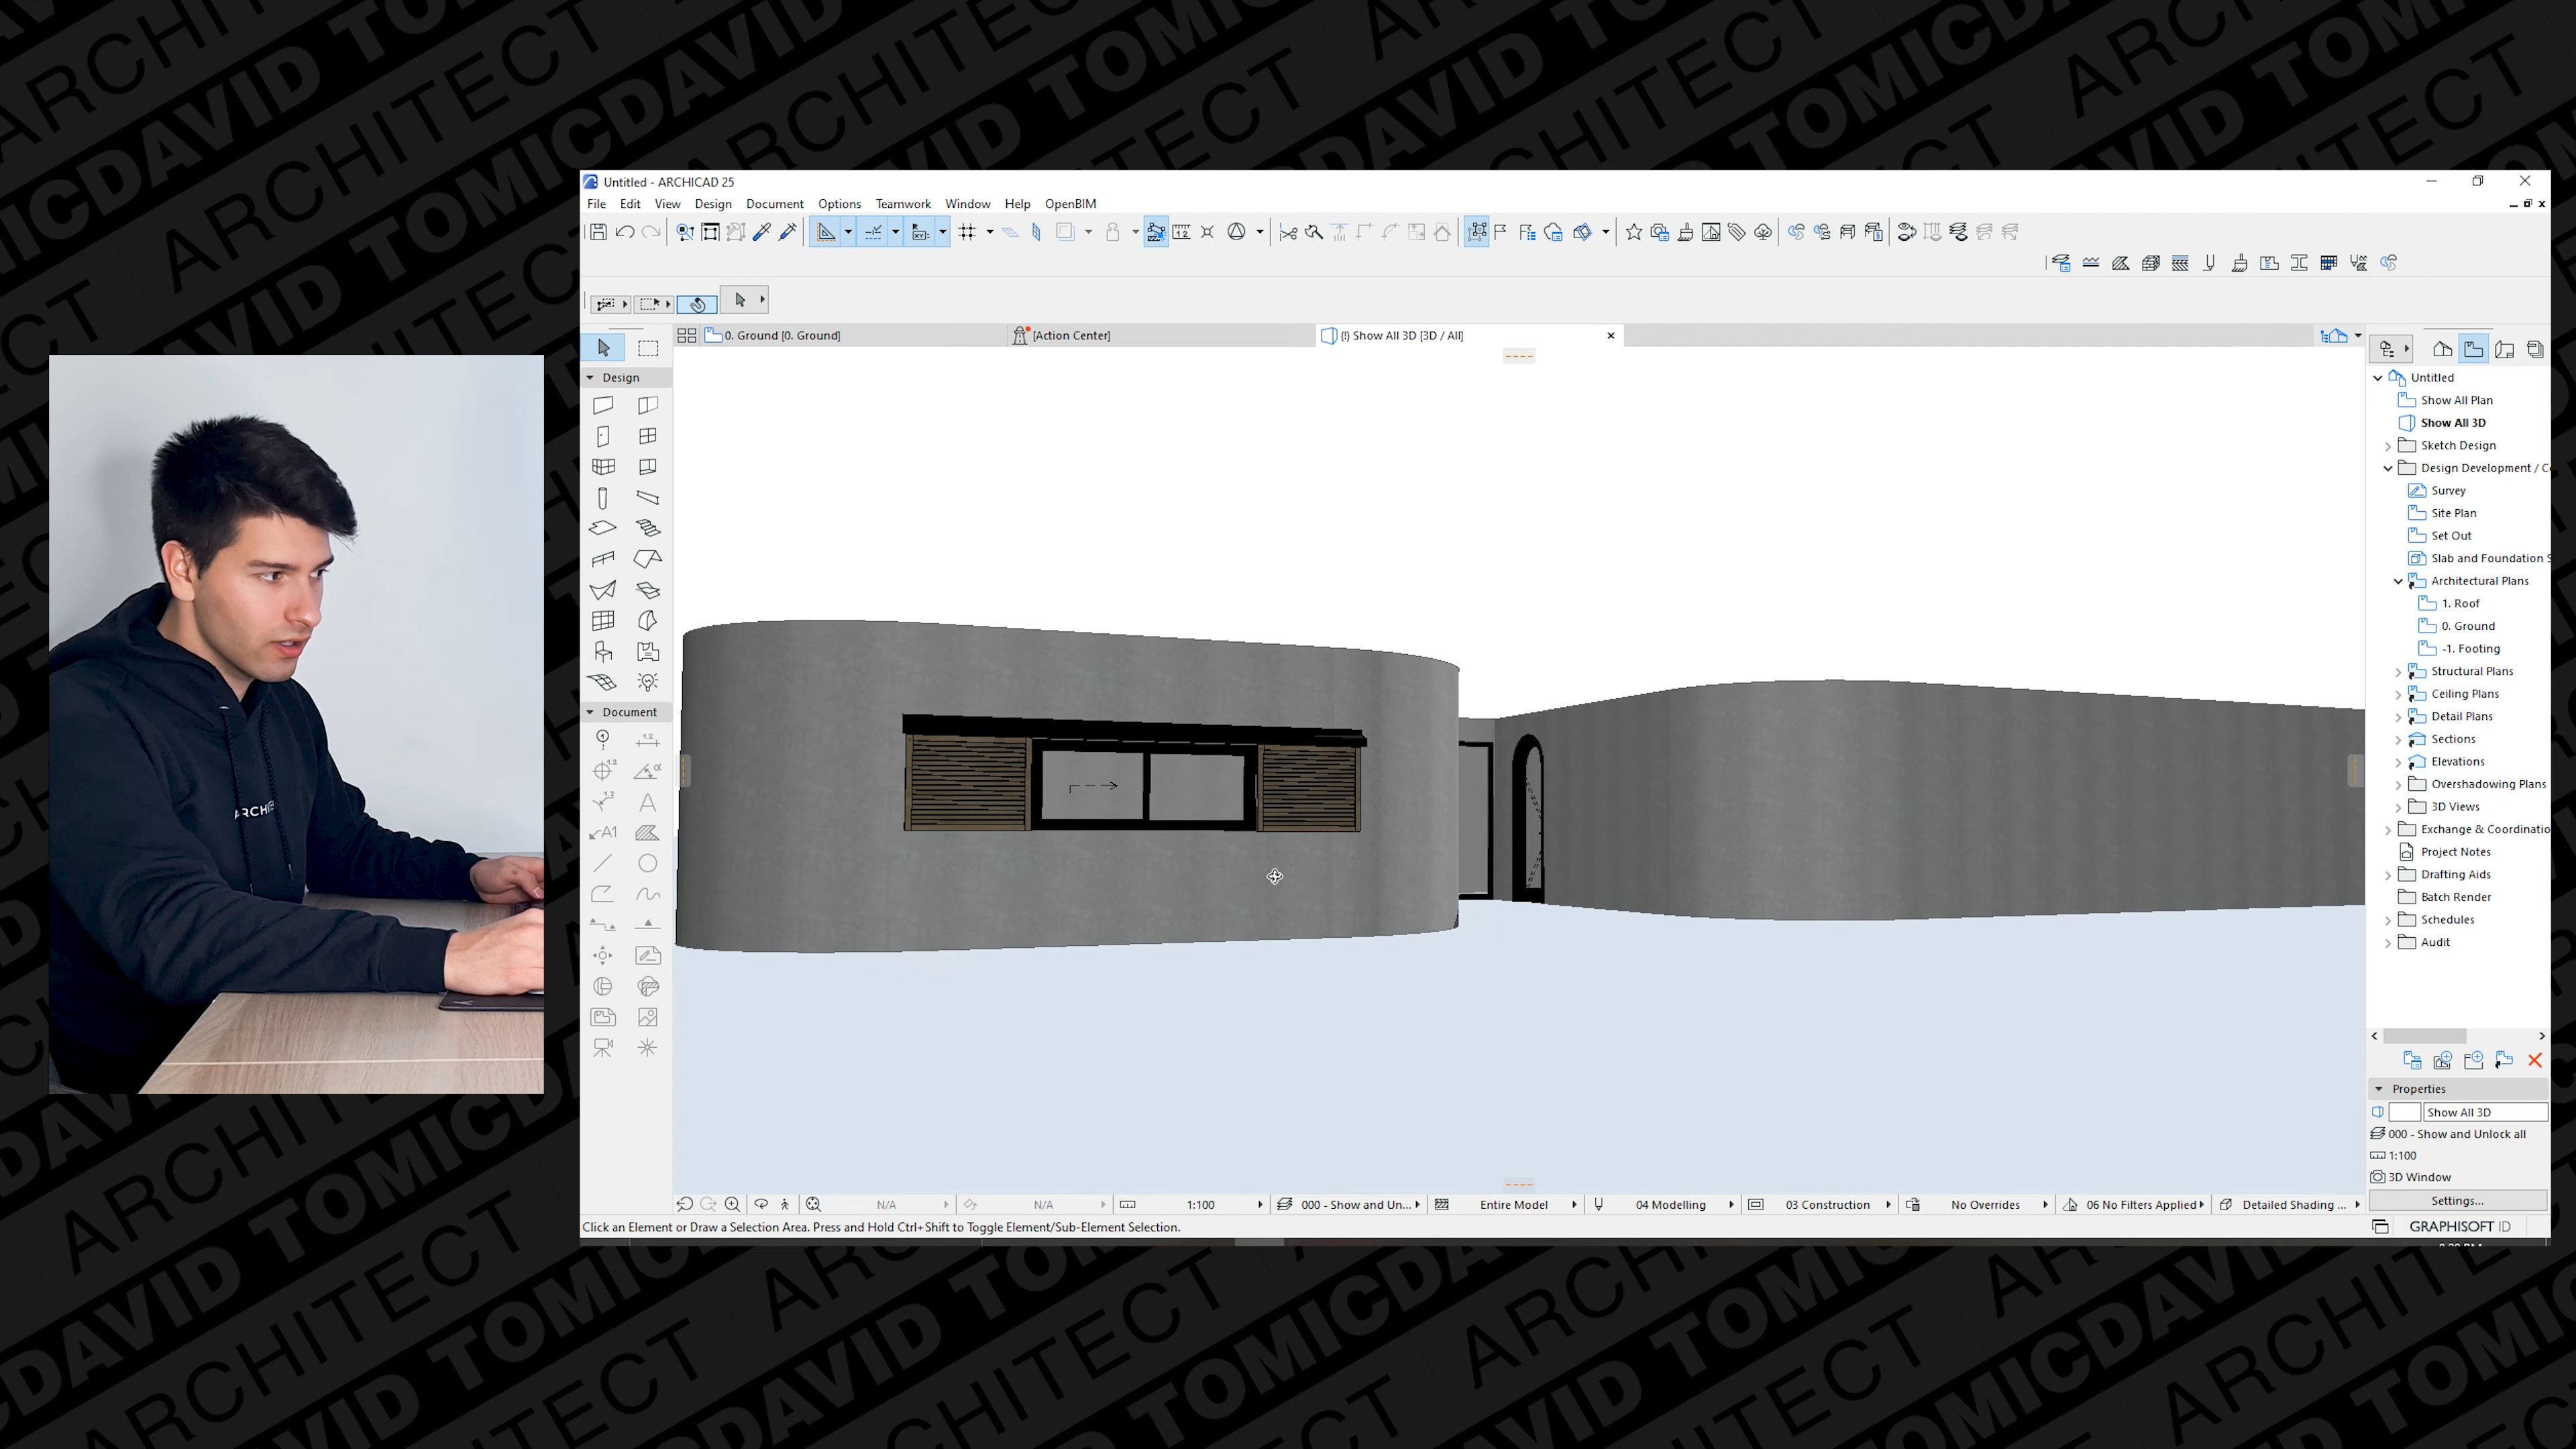 ARCHITECT
DAVID TOMIC
Untitled - ARCHICAD 25
File Edit View Design Document Options Teamwork Window Help OpenBIM
0. Ground [0. Ground]
[Action Center]
(!) Show All 3D [3D / All]
Design
Document
Untitled
Show All Plan
Show All 3D
Sketch Design
Design Development / C
Survey
Site Plan
Set Out
Slab and Foundation S
Architectural Plans
1. Roof
0. Ground
-1. Footing
Structural Plans
Ceiling Plans
Detail Plans
Sections
Elevations
Overshadowing Plans
3D Views
Exchange & Coordinatio
Project Notes
Drafting Aids
Batch Render
Schedules
Audit
Properties
Show All 3D
000 - Show and Unlock all
1:100
3D Window
Settings...
N/A N/A 1:100 000 - Show and Un... Entire Model 04 Modelling 03 Construction No Overrides 06 No Filters Applied Detailed Shading ...
Click an Element or Draw a Selection Area. Press and Hold Ctrl+Shift to Toggle Element/Sub-Element Selection.
GRAPHISOFT ID